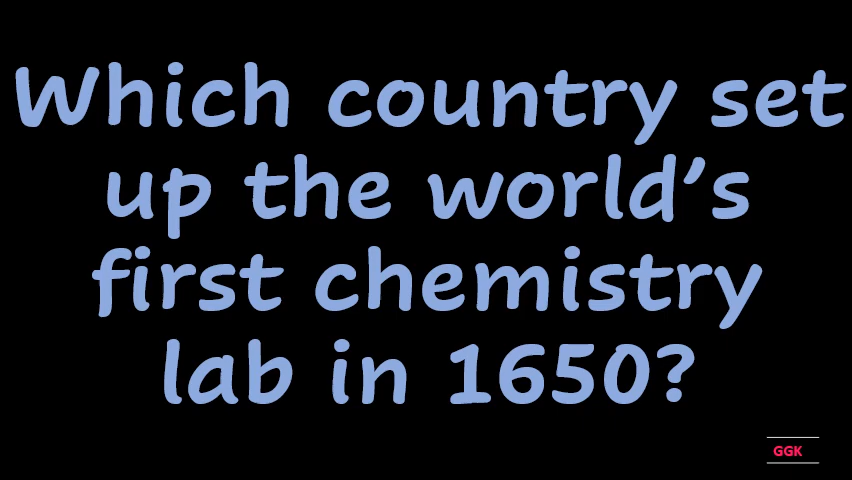 Which country set
up the world’s
first chemistry
lab in 1650?
GGK